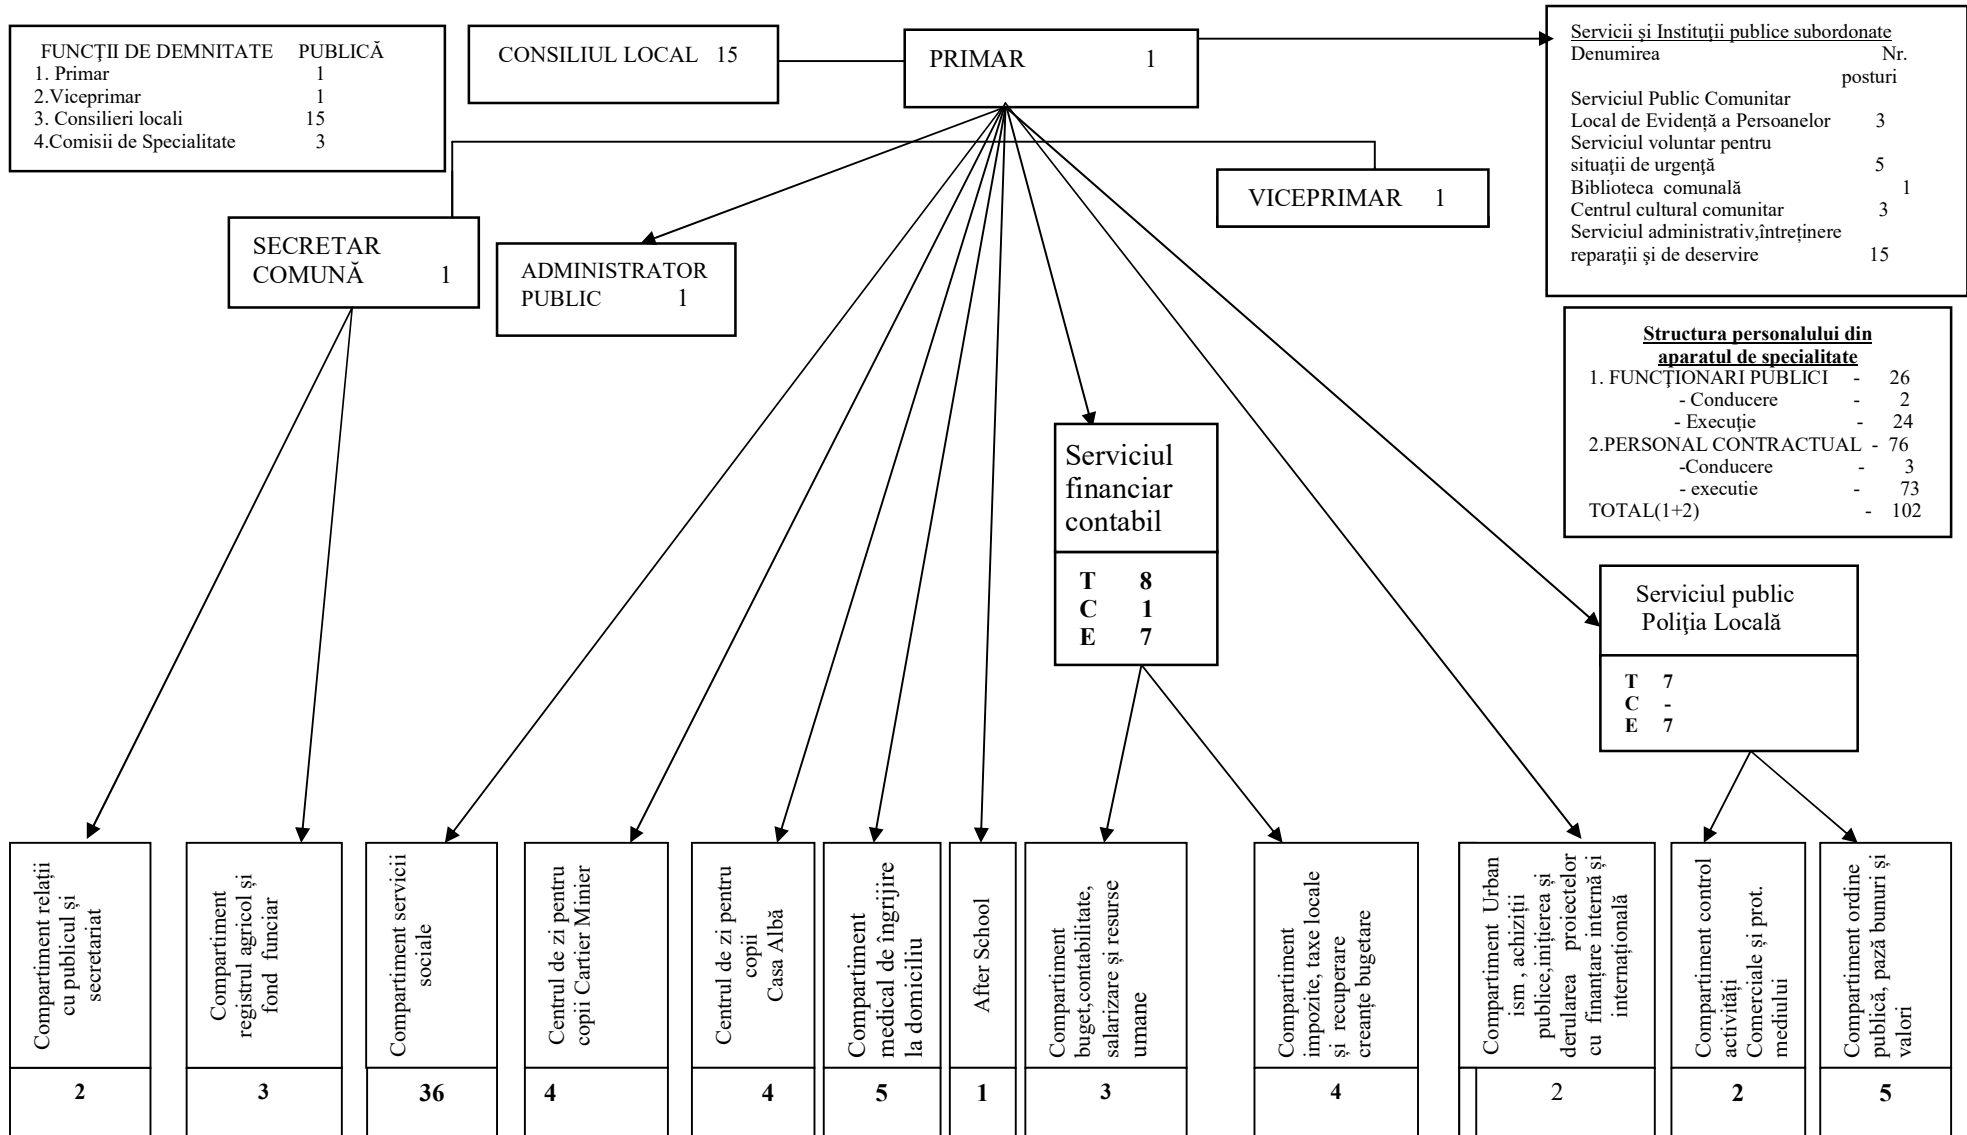 FUNCŢII DE DEMNITATE PUBLICĂ
1. Primar 1
2.Viceprimar 1
3. Consilieri locali 15
4.Comisii de Specialitate 3
CONSILIUL LOCAL 15
PRIMAR 1
Servicii şi Instituţii publice subordonate
Denumirea Nr.
posturi
Serviciul Public Comunitar
Local de Evidență a Persoanelor 3
Serviciul voluntar pentru
situaţii de urgenţă 5
Biblioteca comunală 1
Centrul cultural comunitar 3
Serviciul administrativ,întreținere
reparaţii şi de deservire 15
VICEPRIMAR 1
SECRETAR
COMUNĂ 1
ADMINISTRATOR
PUBLIC 1
Structura personalului din
aparatul de specialitate
1. FUNCŢIONARI PUBLICI - 26
- Conducere - 2
- Execuţie - 24
2.PERSONAL CONTRACTUAL - 76
-Conducere - 3
- executie - 73
TOTAL(1+2) - 102
Serviciul
financiar
contabil
T 8
C 1
E 7
Serviciul public
Poliţia Locală
T 7
C -
E 7
Compartiment relații
cu publicul și
secretariat
2
Compartiment
registrul agricol și
fond funciar
3
Compartiment servicii
sociale
36
Centrul de zi pentru
copii Cartier Minier
4
Centrul de zi pentru
copii
Casa Albă
4
Compartiment
medical de îngrijire
la domiciliu
5
After School
1
Compartiment
buget,contabilitate,
salarizare și resurse
umane
3
Compartiment
impozite, taxe locale
și recuperare
creanțe bugetare
4
Compartiment Urban
ism , achiziții
publice,inițierea și
derularea proiectelor
cu finanțare internă și
internațională
2
Compartiment control
activități
Comerciale și prot.
mediului
2
Compartiment ordine
publică, pază bunuri și
valori
5